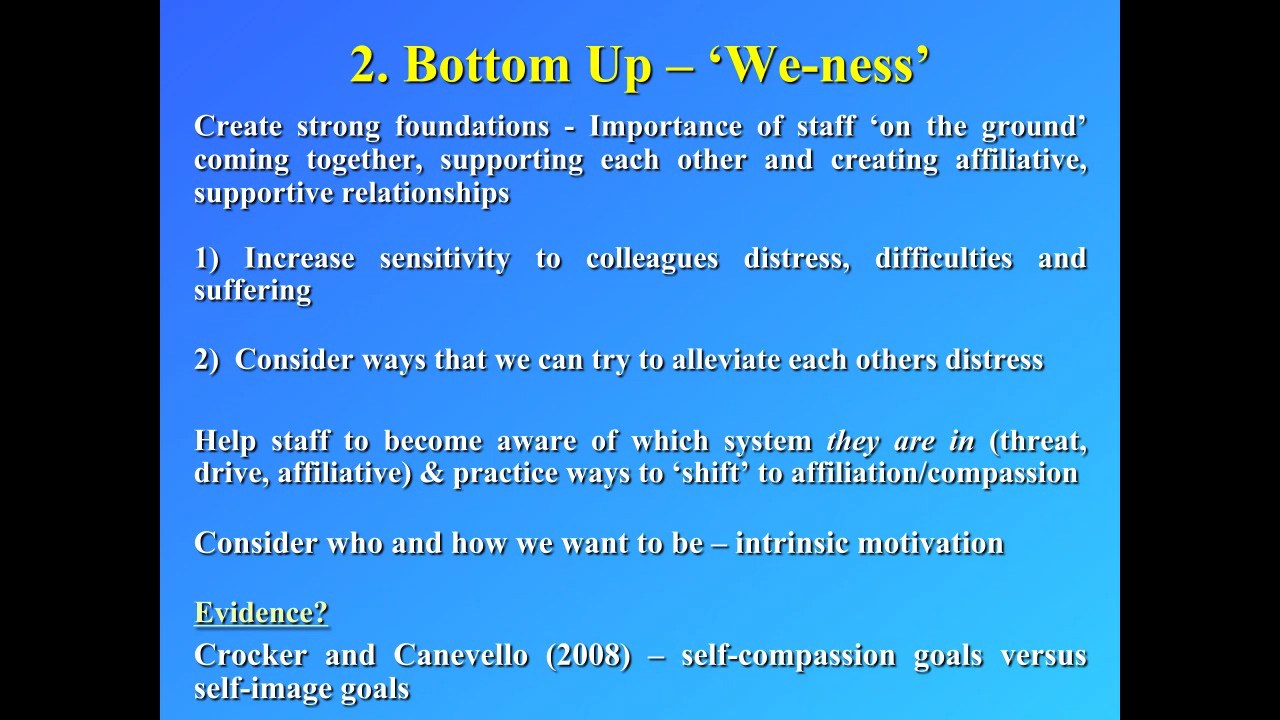 2. Bottom Up – ‘We-ness’
Create strong foundations - Importance of staff ‘on the ground’
coming together, supporting each other and creating affiliative,
supportive relationships
1) Increase sensitivity to colleagues distress, difficulties and
suffering
2) Consider ways that we can try to alleviate each others distress
Help staff to become aware of which system they are in (threat,
drive, affiliative) & practice ways to ‘shift’ to affiliation/compassion
Consider who and how we want to be – intrinsic motivation
Evidence?
Crocker and Canevello (2008) – self-compassion goals versus
self-image goals